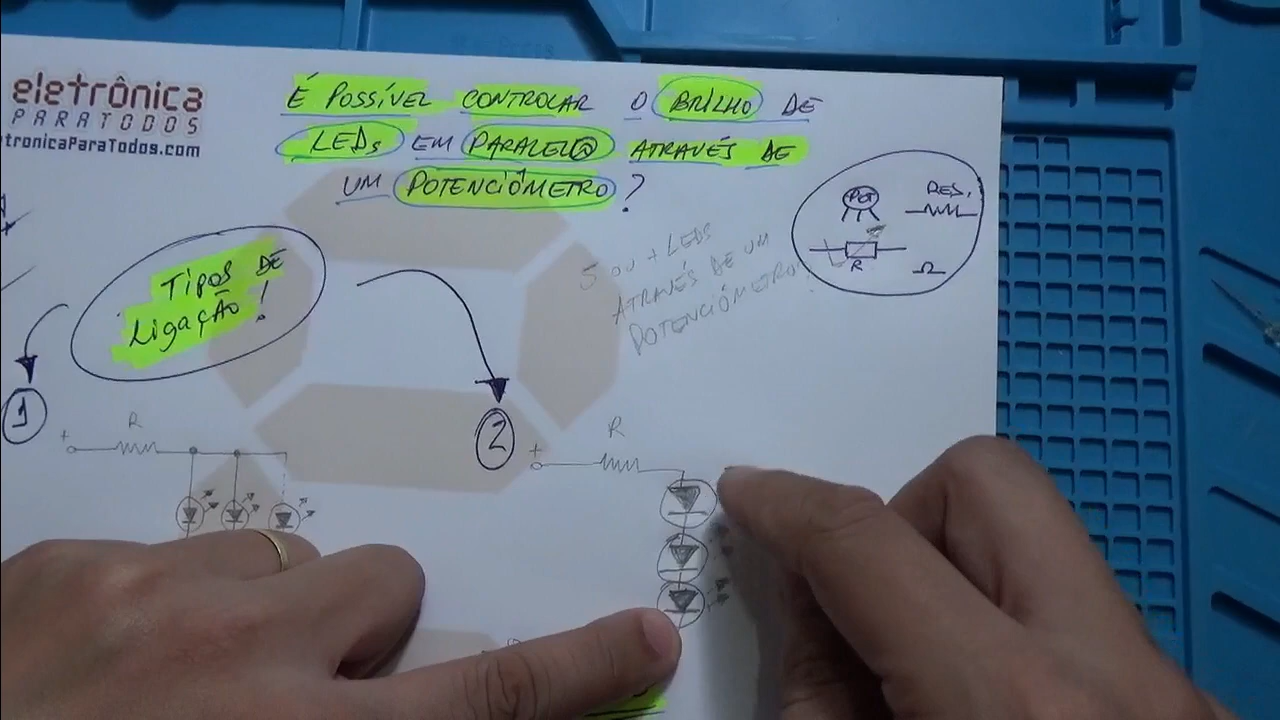 eletrônica
PARATODOS
tronicaParaTodos.com
É POSSÍVEL CONTROLAR O BRILHO DE
LEDs EM PARALELO ATRAVÉS DE
UM POTENCIÔMETRO?
POT
RES.
R
Ω
5 ou + LEDs
ATRAVÉS DE UM
POTENCIÔMETRO
TIPOS DE
LIGAÇÃO!
1
2
+
R
+
R